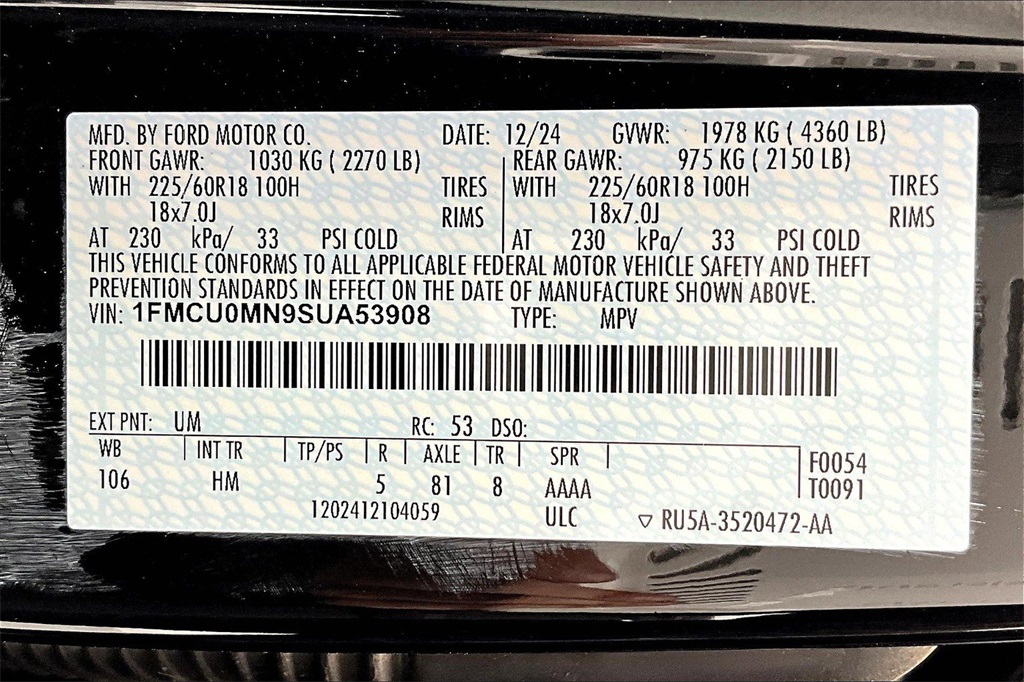 MFD. BY FORD MOTOR CO. DATE: 12/24 GVWR: 1978 KG ( 4360 LB)
FRONT GAWR: 1030 KG ( 2270 LB) REAR GAWR: 975 KG ( 2150 LB)
WITH 225/60R18 100H TIRES WITH 225/60R18 100H TIRES
18x7.0J RIMS 18x7.0J RIMS
AT 230 kPa/ 33 PSI COLD AT 230 kPa/ 33 PSI COLD
THIS VEHICLE CONFORMS TO ALL APPLICABLE FEDERAL MOTOR VEHICLE SAFETY AND THEFT
PREVENTION STANDARDS IN EFFECT ON THE DATE OF MANUFACTURE SHOWN ABOVE.
VIN: 1FMCU0MN9SUA53908 TYPE: MPV
EXT PNT: UM RC: 53 DSO:
WB INT TR TP/PS R AXLE TR SPR F0054
106 HM 5 81 8 AAAA T0091
1202412104059 ULC ▽ RU5A-3520472-AA